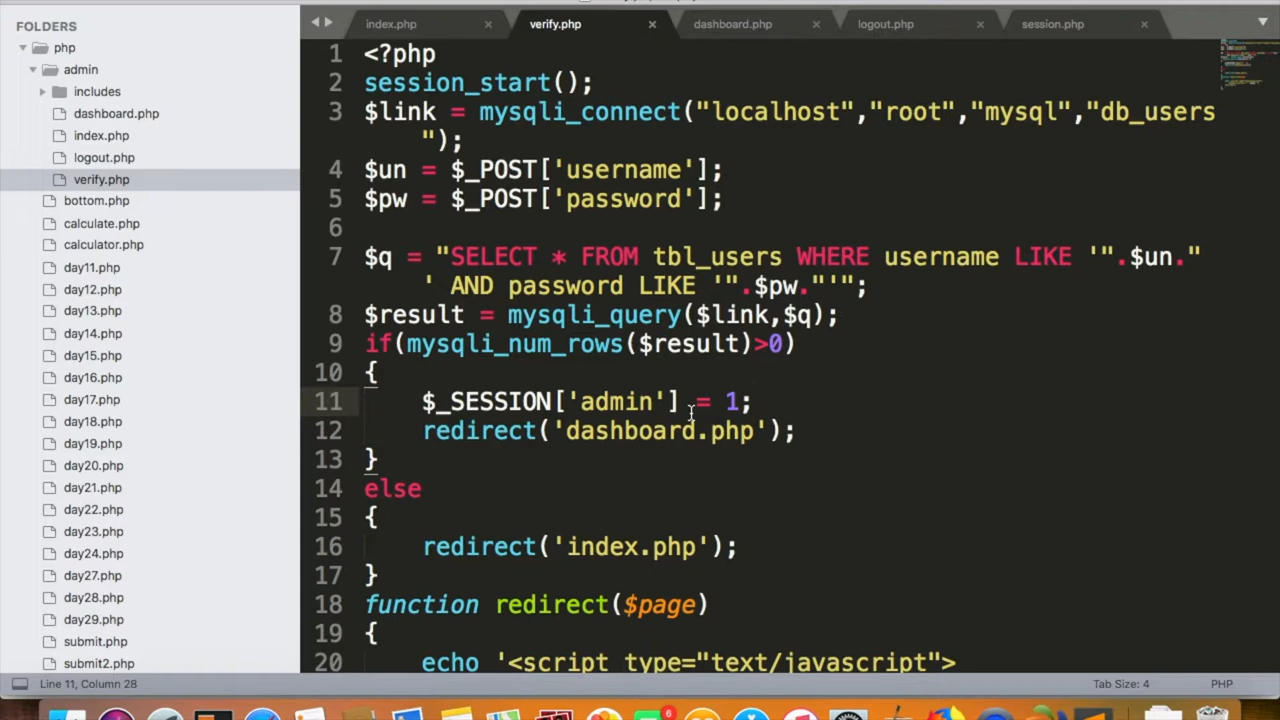 FOLDERS
php
admin
includes
dashboard.php
index.php
logout.php
verify.php
bottom.php
calculate.php
calculator.php
day11.php
day12.php
day13.php
day14.php
day15.php
day16.php
day17.php
day18.php
day19.php
day20.php
day21.php
day22.php
day23.php
day24.php
day27.php
day28.php
day29.php
submit.php
submit2.php
index.php × verify.php × dashboard.php × logout.php × session.php ×
1 <?php
2 session_start();
3 $link = mysqli_connect("localhost","root","mysql","db_users
");
4 $un = $_POST['username'];
5 $pw = $_POST['password'];
6
7 $q = "SELECT * FROM tbl_users WHERE username LIKE '".$un."
' AND password LIKE '".$pw."'";
8 $result = mysqli_query($link,$q);
9 if(mysqli_num_rows($result)>0)
10 {
11 $_SESSION['admin'] = 1;
12 redirect('dashboard.php');
13 }
14 else
15 {
16 redirect('index.php');
17 }
18 function redirect($page)
19 {
20 echo '<script type="text/javascript">
Line 11, Column 28
Tab Size: 4
PHP
6